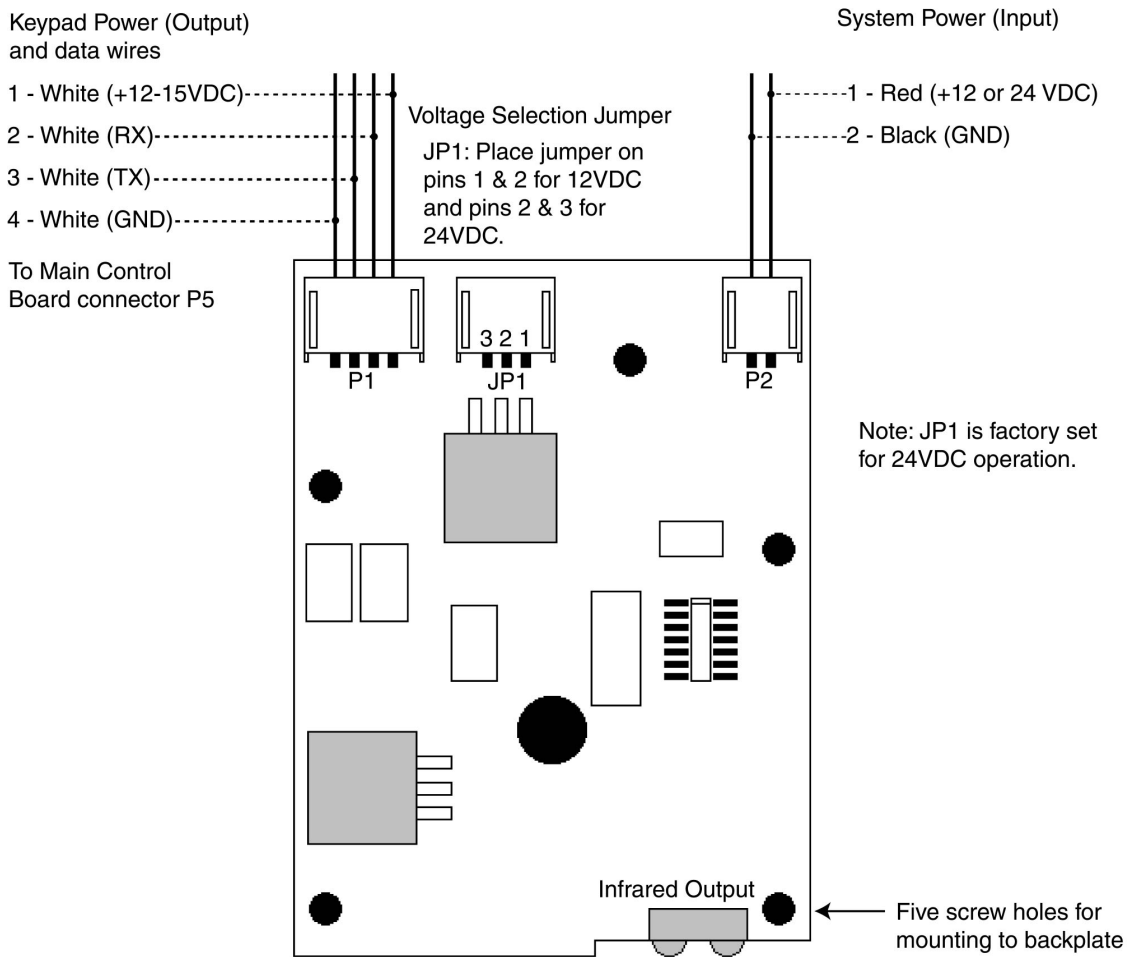 Keypad Power (Output)
and data wires
1 - White (+12-15VDC)
2 - White (RX)
3 - White (TX)
4 - White (GND)
To Main Control
Board connector P5
Voltage Selection Jumper
JP1: Place jumper on
pins 1 & 2 for 12VDC
and pins 2 & 3 for
24VDC.
System Power (Input)
1 - Red (+12 or 24 VDC)
2 - Black (GND)
P1
3 2 1
JP1
P2
Note: JP1 is factory set
for 24VDC operation.
Infrared Output
Five screw holes for
mounting to backplate